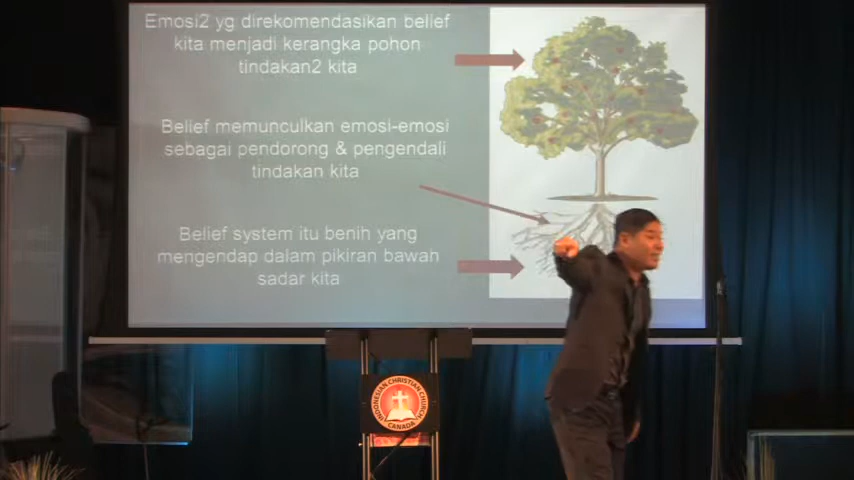 Emosi2 yg direkomendasikan belief
kita menjadi kerangka pohon
tindakan2 kita
Belief memunculkan emosi-emosi
sebagai pendorong & pengendali
tindakan kita
Belief system itu benih yang
mengendap dalam pikiran bawah
sadar kita
INDONESIAN CHRISTIAN CHURCH
CANADA